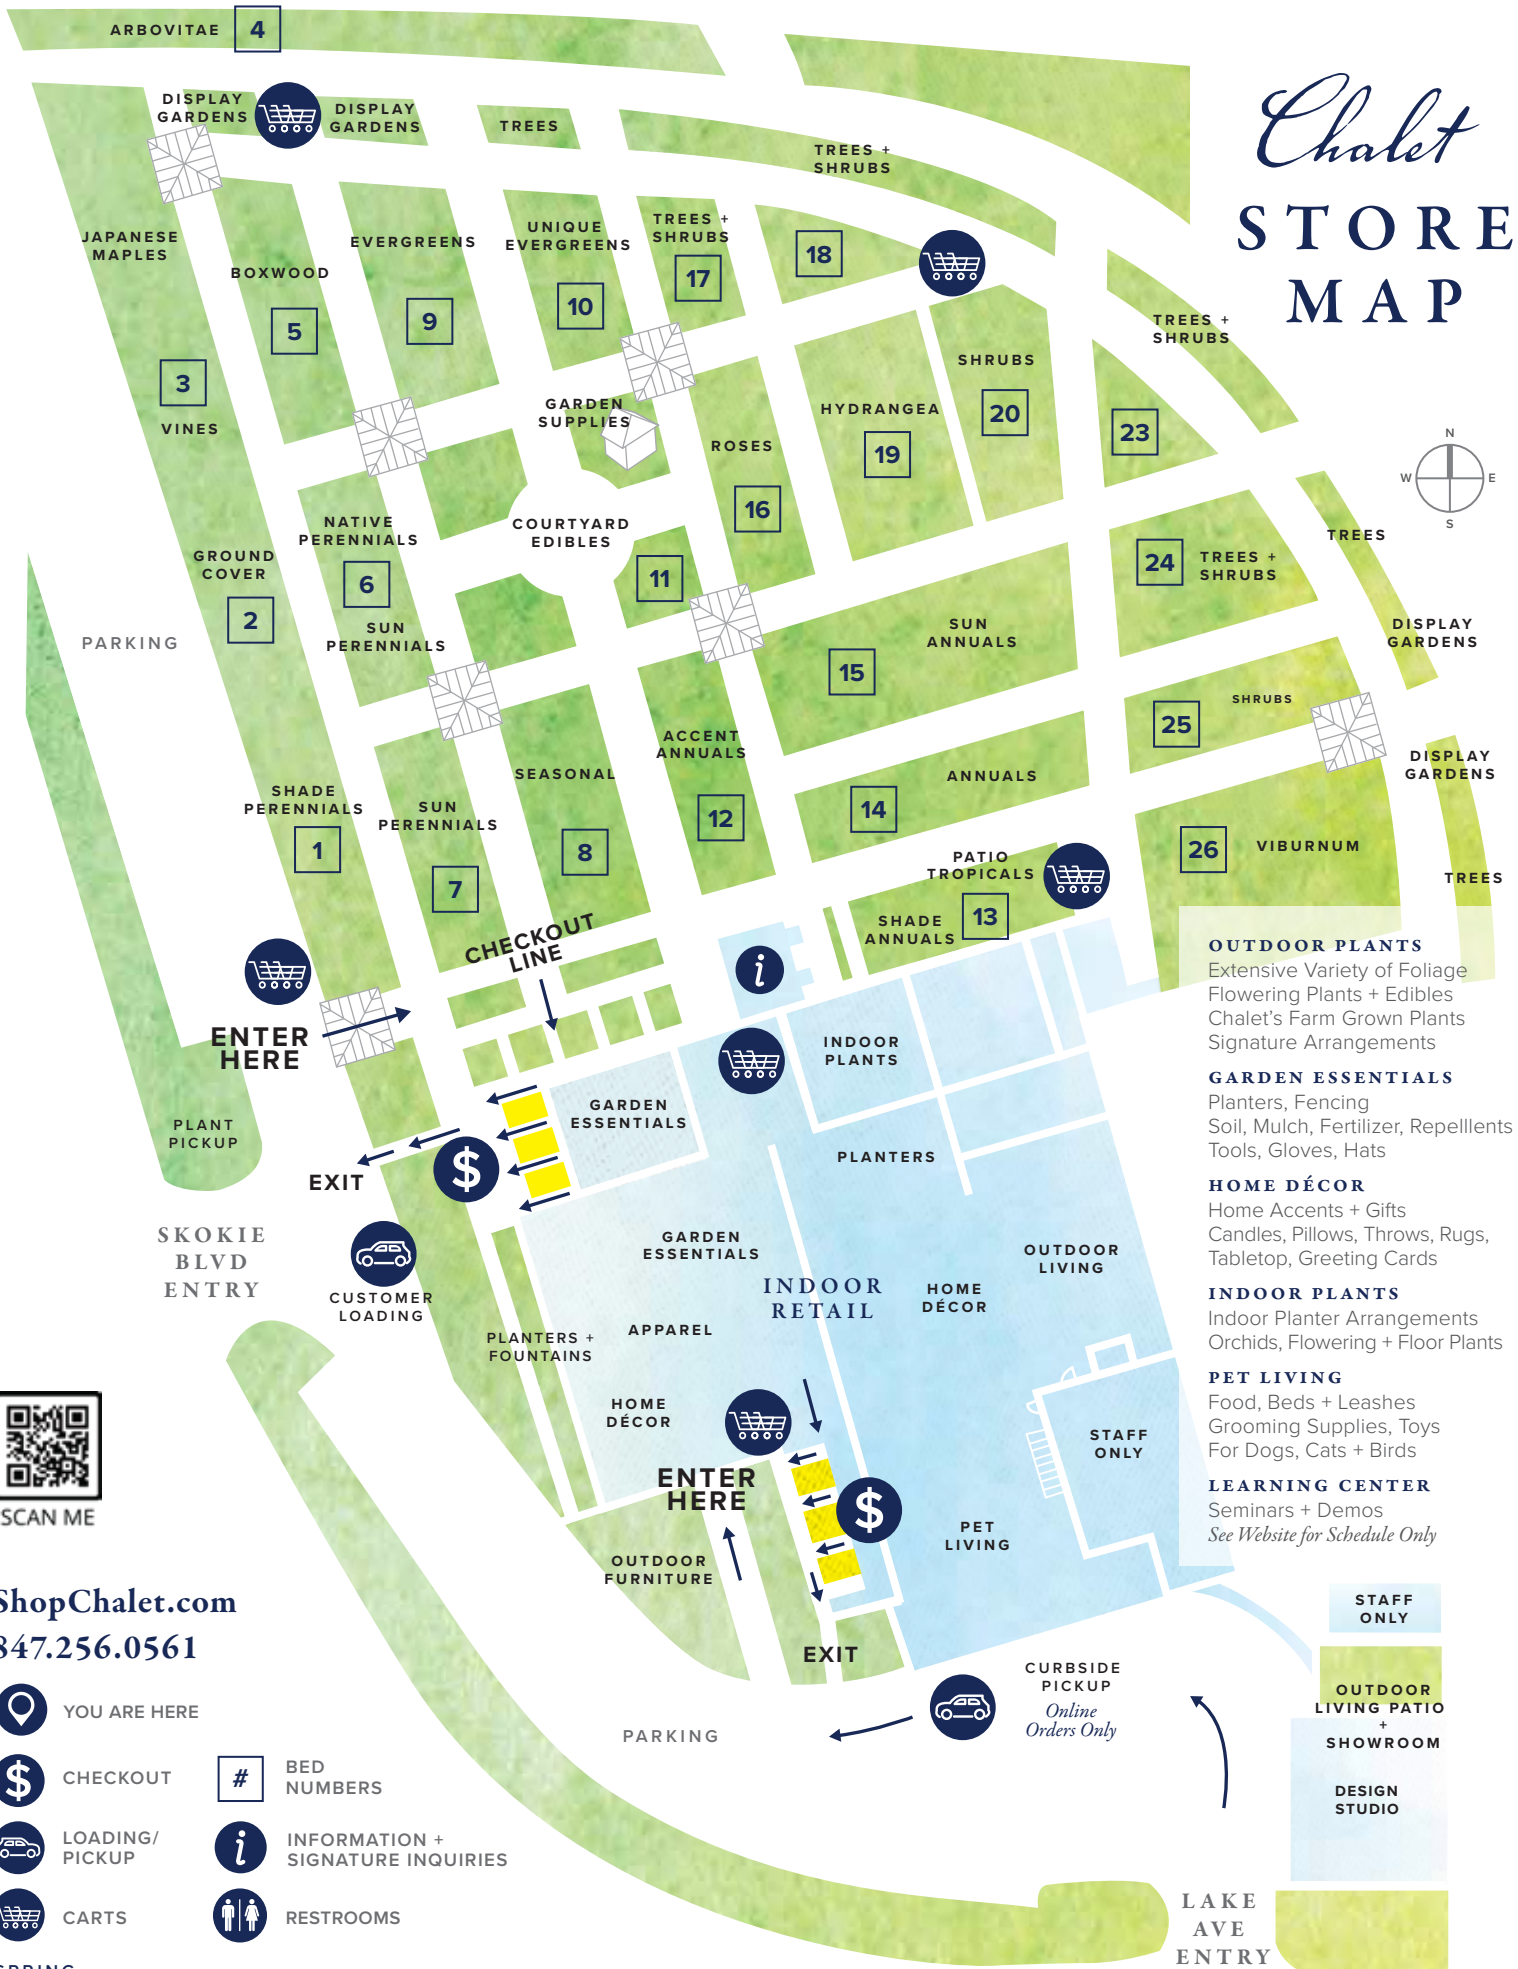 Chalet
STORE
MAP
ARBOVITAE
4
DISPLAY
GARDENS
DISPLAY
GARDENS
TREES
TREES +
SHRUBS
JAPANESE
MAPLES
BOXWOOD
5
EVERGREENS
9
UNIQUE
EVERGREENS
10
TREES +
SHRUBS
17
18
TREES +
SHRUBS
3
VINES
GARDEN
SUPPLIES
ROSES
16
HYDRANGEA
19
SHRUBS
20
23
N
W
E
S
NATIVE
PERENNIALS
6
SUN
PERENNIALS
GROUND
COVER
2
COURTYARD
EDIBLES
11
24
TREES +
SHRUBS
TREES
PARKING
SUN
ANNUALS
15
DISPLAY
GARDENS
SHRUBS
25
ACCENT
ANNUALS
12
SEASONAL
8
ANNUALS
14
DISPLAY
GARDENS
SHADE
PERENNIALS
1
SUN
PERENNIALS
7
26
VIBURNUM
TREES
PATIO
TROPICALS
13
SHADE
ANNUALS
CHECKOUT
LINE
i
ENTER
HERE
INDOOR
PLANTS
GARDEN
ESSENTIALS
PLANT
PICKUP
EXIT
$
PLANTERS
SKOKIE
BLVD
ENTRY
CUSTOMER
LOADING
GARDEN
ESSENTIALS
INDOOR
RETAIL
OUTDOOR
LIVING
HOME
DÉCOR
PLANTERS +
FOUNTAINS
APPAREL
HOME
DÉCOR
STAFF
ONLY
ENTER
HERE
$
PET
LIVING
OUTDOOR
FURNITURE
EXIT
CURBSIDE
PICKUP
Online
Orders Only
PARKING
OUTDOOR PLANTS
Extensive Variety of Foliage
Flowering Plants + Edibles
Chalet's Farm Grown Plants
Signature Arrangements
GARDEN ESSENTIALS
Planters, Fencing
Soil, Mulch, Fertilizer, Repelllents
Tools, Gloves, Hats
HOME DÉCOR
Home Accents + Gifts
Candles, Pillows, Throws, Rugs,
Tabletop, Greeting Cards
INDOOR PLANTS
Indoor Planter Arrangements
Orchids, Flowering + Floor Plants
PET LIVING
Food, Beds + Leashes
Grooming Supplies, Toys
For Dogs, Cats + Birds
LEARNING CENTER
Seminars + Demos
See Website for Schedule Only
STAFF
ONLY
OUTDOOR
LIVING PATIO
+
SHOWROOM
DESIGN
STUDIO
LAKE
AVE
ENTRY
SCAN ME
ShopChalet.com
847.256.0561
YOU ARE HERE
$
CHECKOUT
#
BED
NUMBERS
LOADING/
PICKUP
i
INFORMATION +
SIGNATURE INQUIRIES
CARTS
RESTROOMS